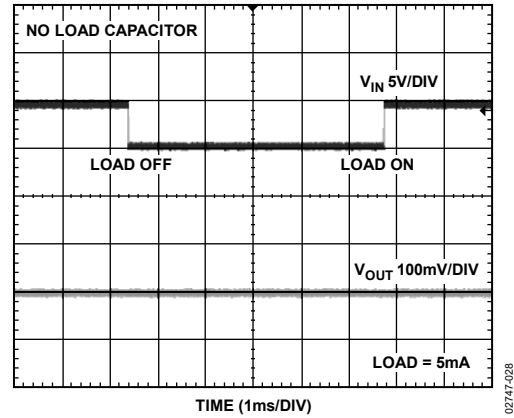 NO LOAD CAPACITOR
VIN 5V/DIV
LOAD OFF
LOAD ON
VOUT 100mV/DIV
LOAD = 5mA
TIME (1ms/DIV)
02747-028